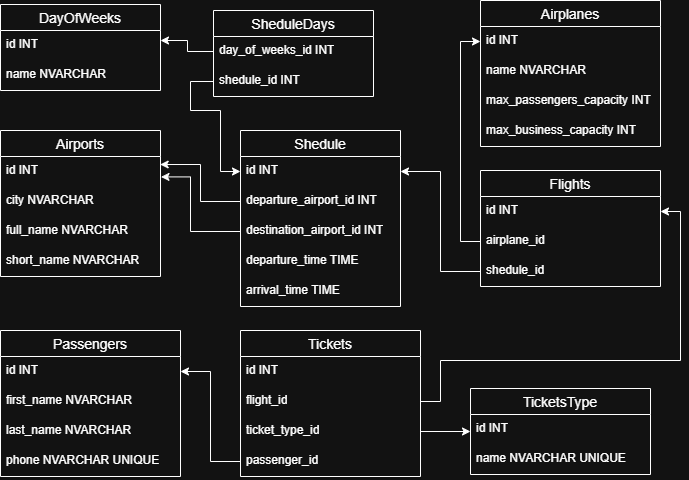 DayOfWeeks
id INT
name NVARCHAR
SheduleDays
day_of_weeks_id INT
shedule_id INT
Airplanes
id INT
name NVARCHAR
max_passengers_capacity INT
max_business_capacity INT
Airports
id INT
city NVARCHAR
full_name NVARCHAR
short_name NVARCHAR
Shedule
id INT
departure_airport_id INT
destination_airport_id INT
departure_time TIME
arrival_time TIME
Flights
id INT
airplane_id
shedule_id
Passengers
id INT
first_name NVARCHAR
last_name NVARCHAR
phone NVARCHAR UNIQUE
Tickets
id INT
flight_id
ticket_type_id
passenger_id
TicketsType
id INT
name NVARCHAR UNIQUE